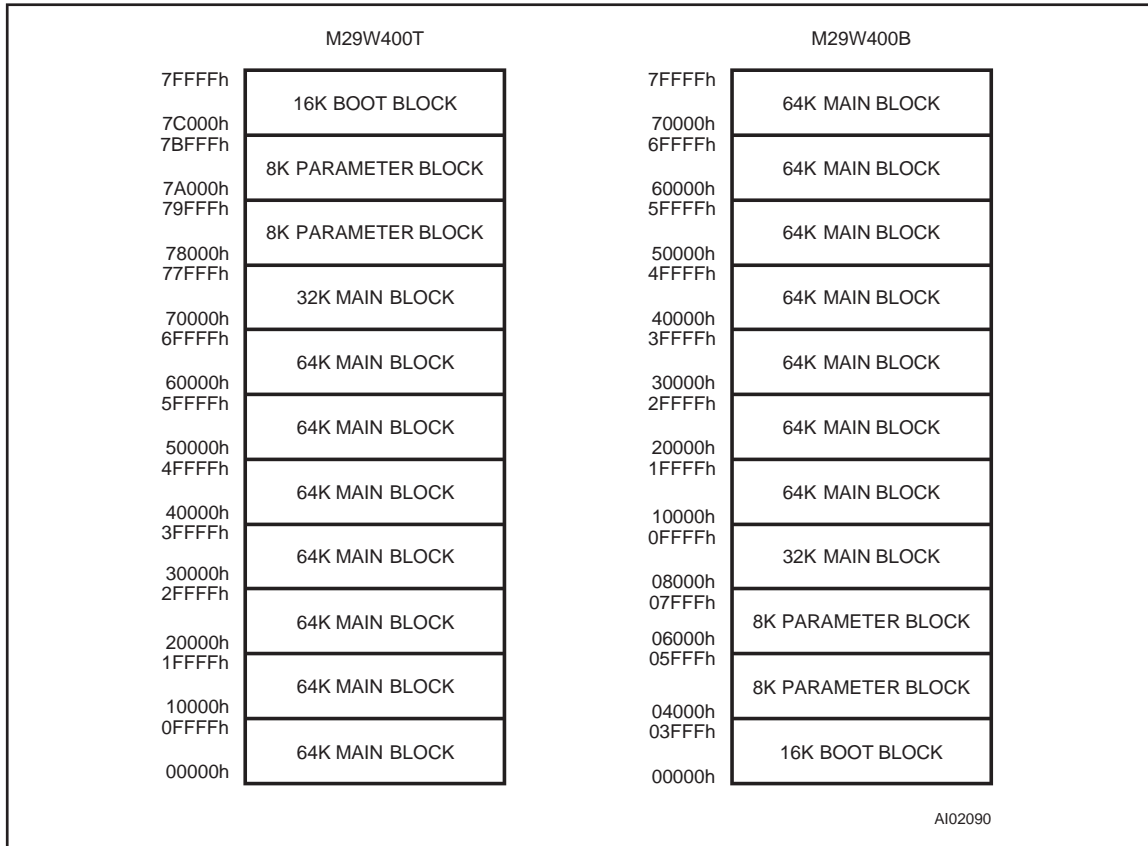 M29W400T
7FFFFh
16K BOOT BLOCK
7C000h
7BFFFh
8K PARAMETER BLOCK
7A000h
79FFFh
8K PARAMETER BLOCK
78000h
77FFFh
32K MAIN BLOCK
70000h
6FFFFh
64K MAIN BLOCK
60000h
5FFFFh
64K MAIN BLOCK
50000h
4FFFFh
64K MAIN BLOCK
40000h
3FFFFh
64K MAIN BLOCK
30000h
2FFFFh
64K MAIN BLOCK
20000h
1FFFFh
64K MAIN BLOCK
10000h
0FFFFh
64K MAIN BLOCK
00000h
M29W400B
7FFFFh
64K MAIN BLOCK
70000h
6FFFFh
64K MAIN BLOCK
60000h
5FFFFh
64K MAIN BLOCK
50000h
4FFFFh
64K MAIN BLOCK
40000h
3FFFFh
64K MAIN BLOCK
30000h
2FFFFh
64K MAIN BLOCK
20000h
1FFFFh
64K MAIN BLOCK
10000h
0FFFFh
32K MAIN BLOCK
08000h
07FFFh
8K PARAMETER BLOCK
06000h
05FFFh
8K PARAMETER BLOCK
04000h
03FFFh
16K BOOT BLOCK
00000h
AI02090